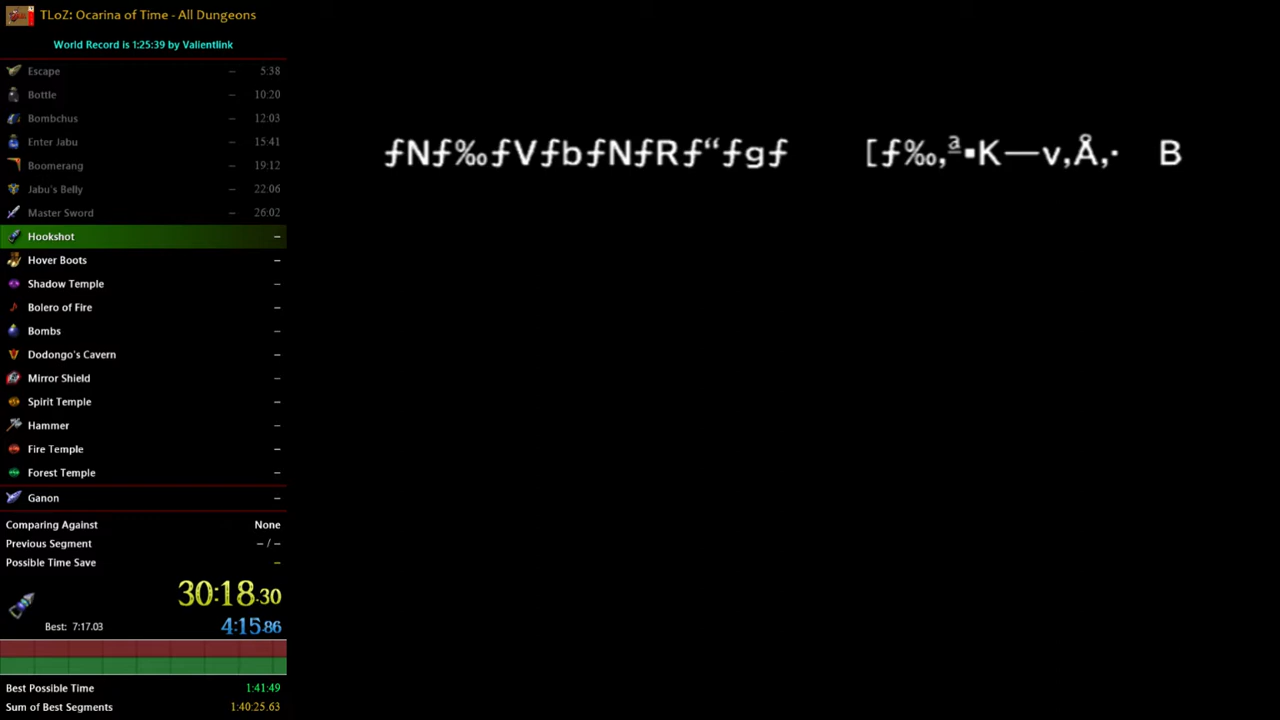 TLoZ: Ocarina of Time - All Dungeons
World Record is 1:25:39 by Valientlink
Escape – 5:38
Bottle – 10:20
Bombchus – 12:03
Enter Jabu – 15:41
Boomerang – 19:12
Jabu's Belly – 22:06
Master Sword – 26:02
Hookshot –
Hover Boots –
Shadow Temple –
Bolero of Fire –
Bombs –
Dodongo's Cavern –
Mirror Shield –
Spirit Temple –
Hammer –
Fire Temple –
Forest Temple –
Ganon –
Comparing Against None
Previous Segment – / –
Possible Time Save –
30:18.30
Best: 7:17.03 4:15.86
Best Possible Time 1:41:49
Sum of Best Segments 1:40:25.63
ƒNƒ‰ƒVƒbƒNƒRƒ“ƒgƒ [ƒ‰‚ª•K—v‚Å‚· B